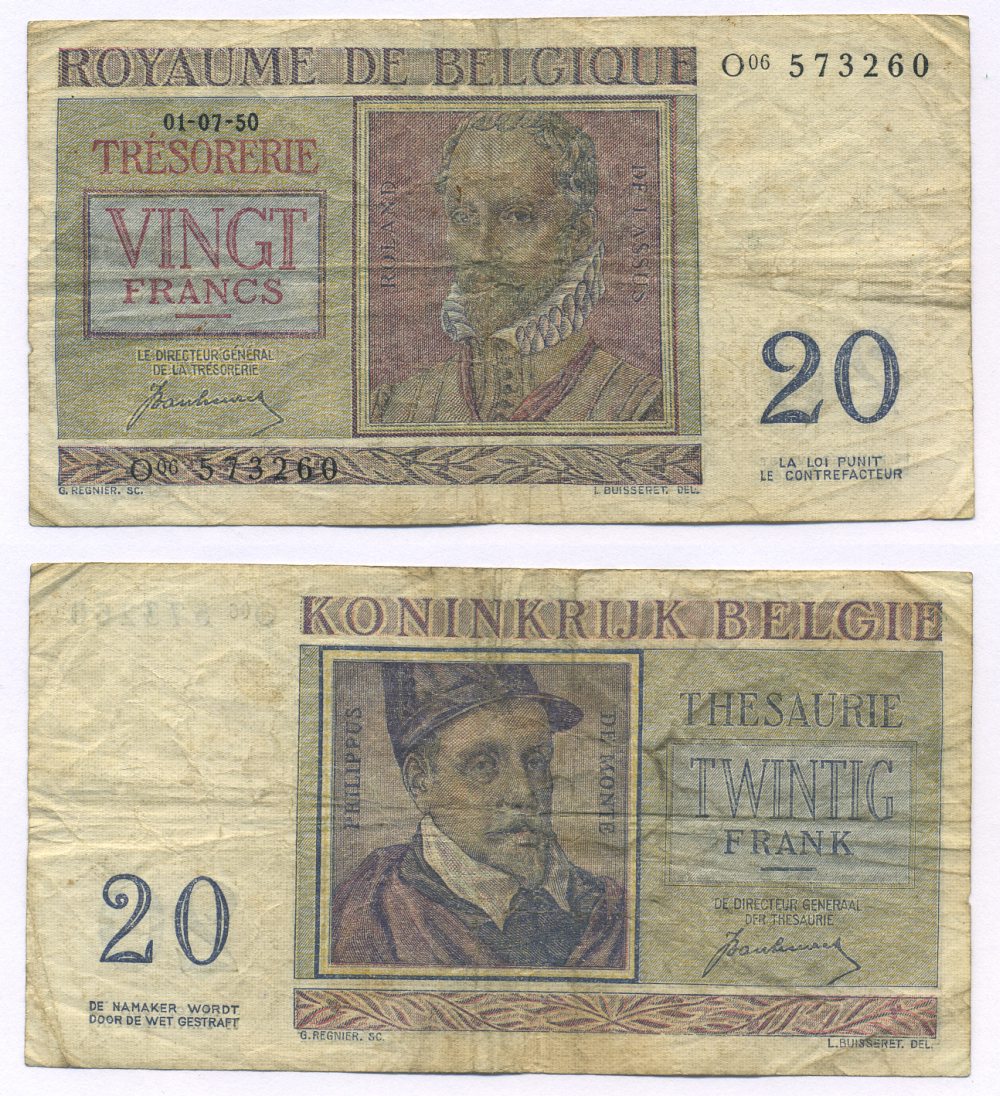 ROYAUME DE BELGIQUE
O06 573260
01-07-50
TRÉSORERIE
VINGT
FRANCS
LE DIRECTEUR GÉNÉRAL
DE LA TRÉSORERIE
ROLAND
DE LASSUS
20
LA LOI PUNIT
LE CONTREFACTEUR
O06 573260
G. REGNIER. SC.
L. BUISSERET. DEL.
KONINKRIJK BELGIE
PHILIPPUS
DE MONTE
THESAURIE
TWINTIG
FRANK
DE DIRECTEUR GENERAAL
DER THESAURIE
20
DE NAMAKER WORDT
DOOR DE WET GESTRAFT
G. REGNIER. SC.
L. BUISSERET. DEL.